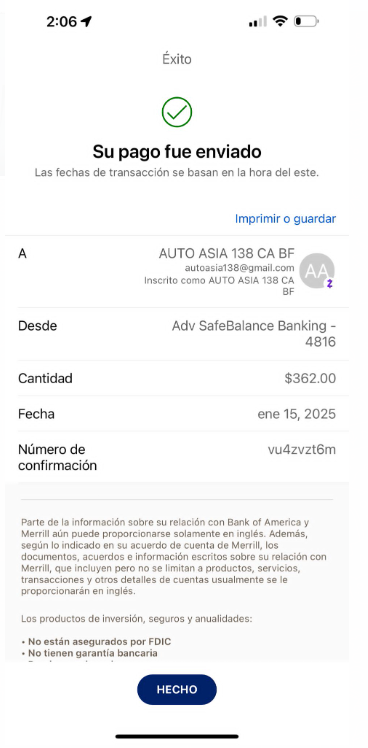 2:06
Éxito
Su pago fue enviado
Las fechas de transacción se basan en la hora del este.
Imprimir o guardar
A
AUTO ASIA 138 CA BF
autoasia138@gmail.com
Inscrito como AUTO ASIA 138 CA
BF
AA
Desde
Adv SafeBalance Banking -
4816
Cantidad
$362.00
Fecha
ene 15, 2025
Número de
confirmación
vu4zvzt6m
Parte de la información sobre su relación con Bank of America y
Merrill aún puede proporcionarse solamente en inglés. Además,
según lo indicado en su acuerdo de cuenta de Merrill, los
documentos, acuerdos e información escritos sobre su relación con
Merrill, que incluyen pero no se limitan a productos, servicios,
transacciones y otros detalles de cuentas usualmente se le
proporcionarán en inglés.
Los productos de inversión, seguros y anualidades:
• No están asegurados por FDIC
• No tienen garantía bancaria
HECHO